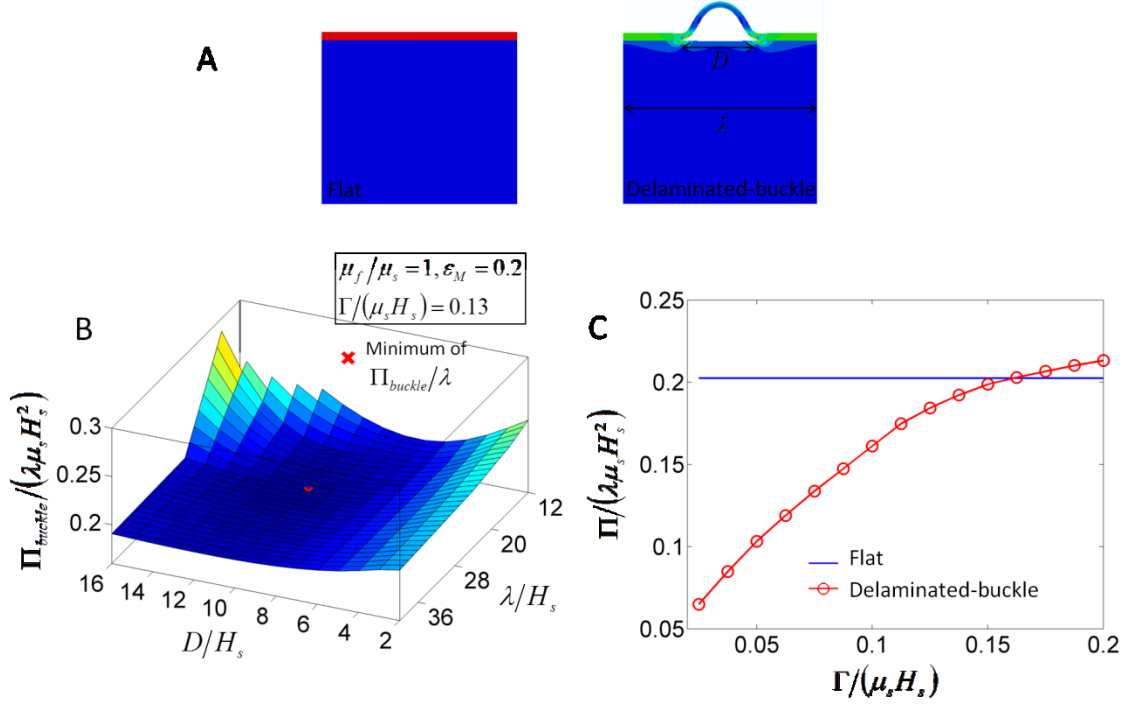 A
Flat
D
λ
Delaminated-buckle
B
μ_f/μ_s = 1, ε_M = 0.2
Γ/(μ_s H_s) = 0.13
Minimum of
Π_buckle/λ
Π_buckle/(λμ_s H_s^2)
0.3
0.25
0.2
16 14 12 10 8 6 4 2
D/H_s
12
20
28
36
λ/H_s
C
Π/(λμ_s H_s^2)
0.25
0.2
0.15
0.1
0.05
Flat
Delaminated-buckle
0.05 0.1 0.15 0.2
Γ/(μ_s H_s)